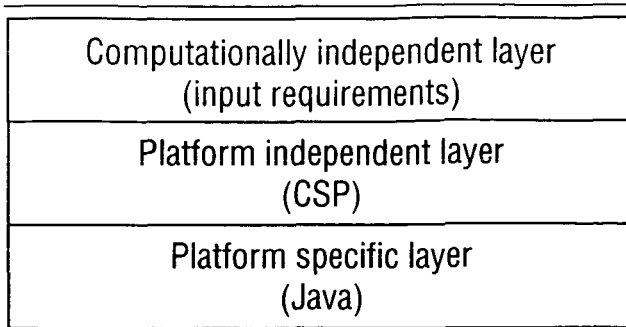 Computationally independent layer
(input requirements)
Platform independent layer
(CSP)
Platform specific layer
(Java)